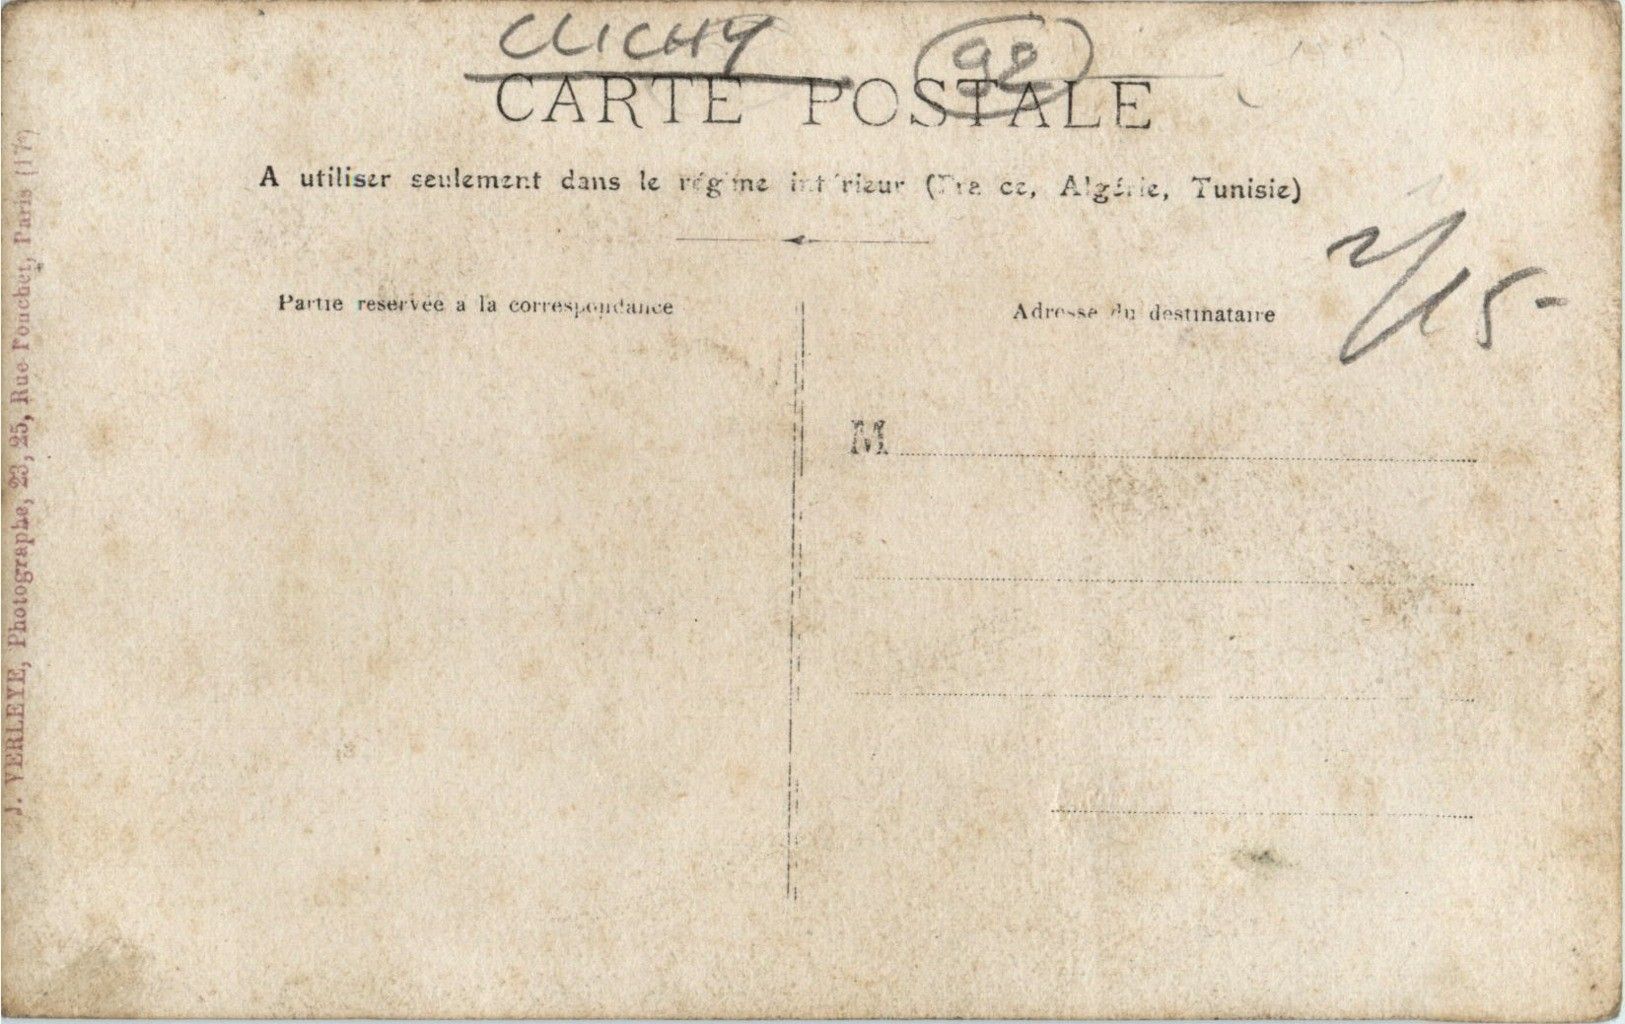 CLICHY 92
CARTE POSTALE
A utiliser seulement dans le régime intérieur (France, Algérie, Tunisie)
Partie reservée a la correspondance
Adresse du destinataire
M
J. VERLEYE, Photographe, 23, 25, Rue Pouchet, Paris (17e)